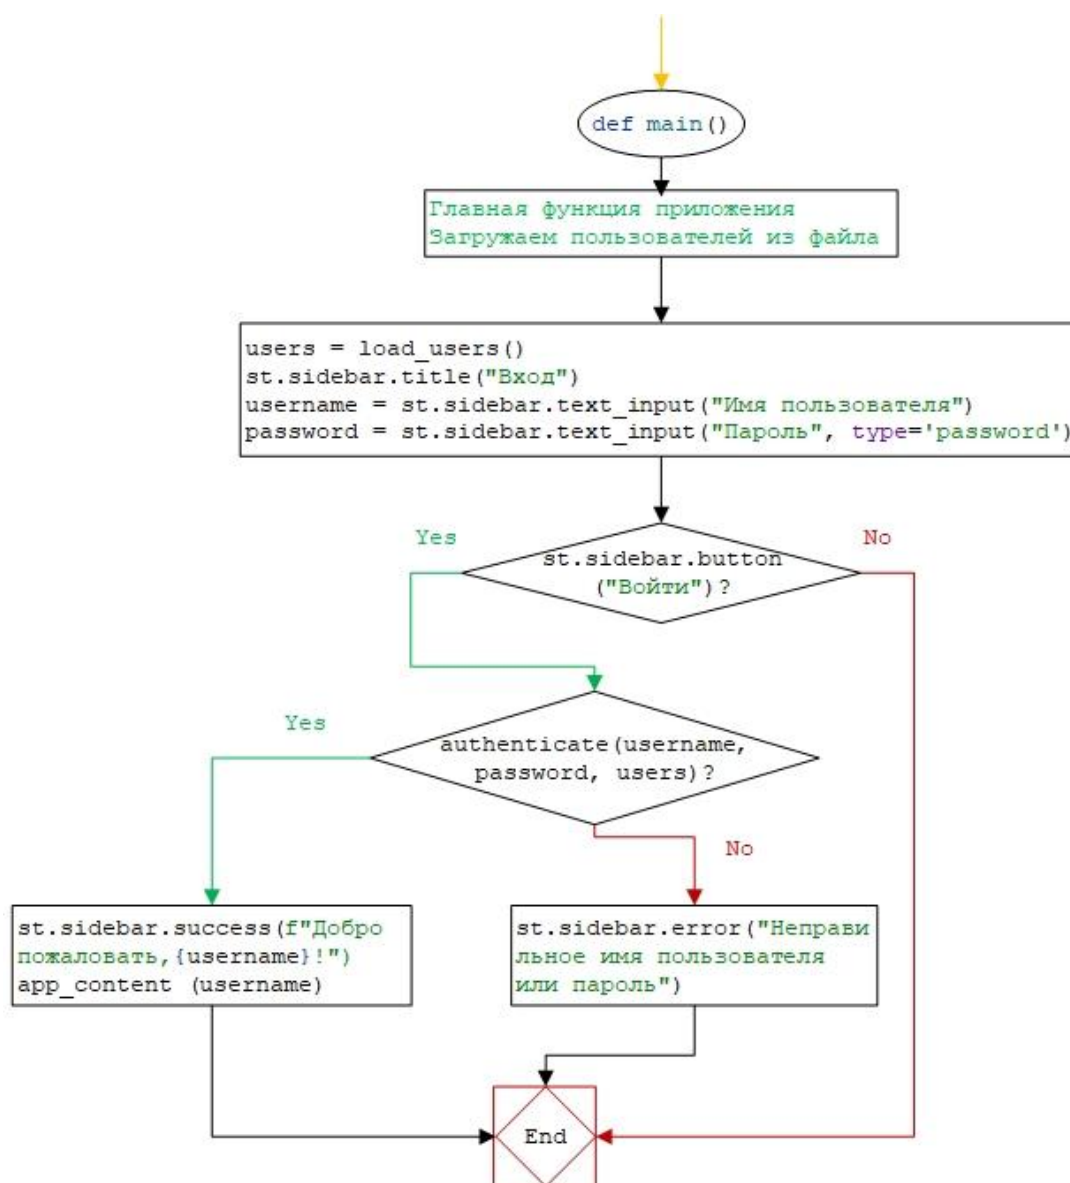 def main()
Главная функция приложения
Загружаем пользователей из файла
users = load_users()
st.sidebar.title("Вход")
username = st.sidebar.text_input("Имя пользователя")
password = st.sidebar.text_input("Пароль", type='password')
Yes
No
st.sidebar.button
("Войти")?
Yes
authenticate(username,
password, users)?
No
st.sidebar.success(f"Добро
пожаловать,{username}!")
app_content (username)
st.sidebar.error("Неправи
льное имя пользователя
или пароль")
End